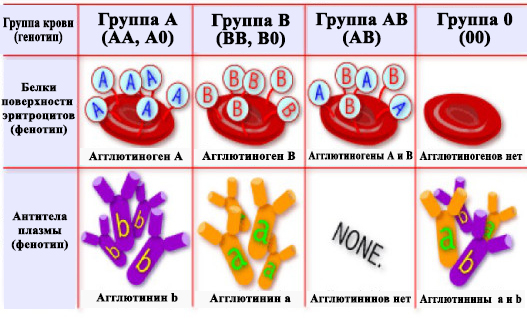 Группа крови
(генотип)
Группа А
(АА, А0)
Группа В
(ВВ, В0)
Группа АВ
(АВ)
Группа 0
(00)
Белки
поверхности
эритроцитов
(фенотип)
A A A A A A
Агглютиноген А
B B B B B B
Агглютиноген В
A B A B B A
Агглютиногены А и В
Агглютиногенов нет
Антитела
плазмы
(фенотип)
b b b b
Агглютинин b
a a a a
Агглютинин а
NONE.
Агглютининов нет
a b a b
Агглютинины a и b